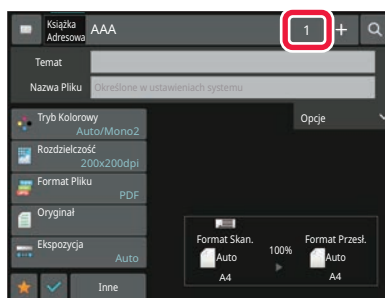 Książka
Adresowa
AAA
1
Temat
Nazwa Pliku
Określone w ustawieniach systemu
Tryb Kolorowy
Auto/Mono2
Opcje
Rozdzielczość
200x200dpi
Format Pliku
PDF
Oryginał
Ekspozycja
Auto
Format Skan.
100%
Format Przesł.
Auto
Auto
A4
A4
Inne